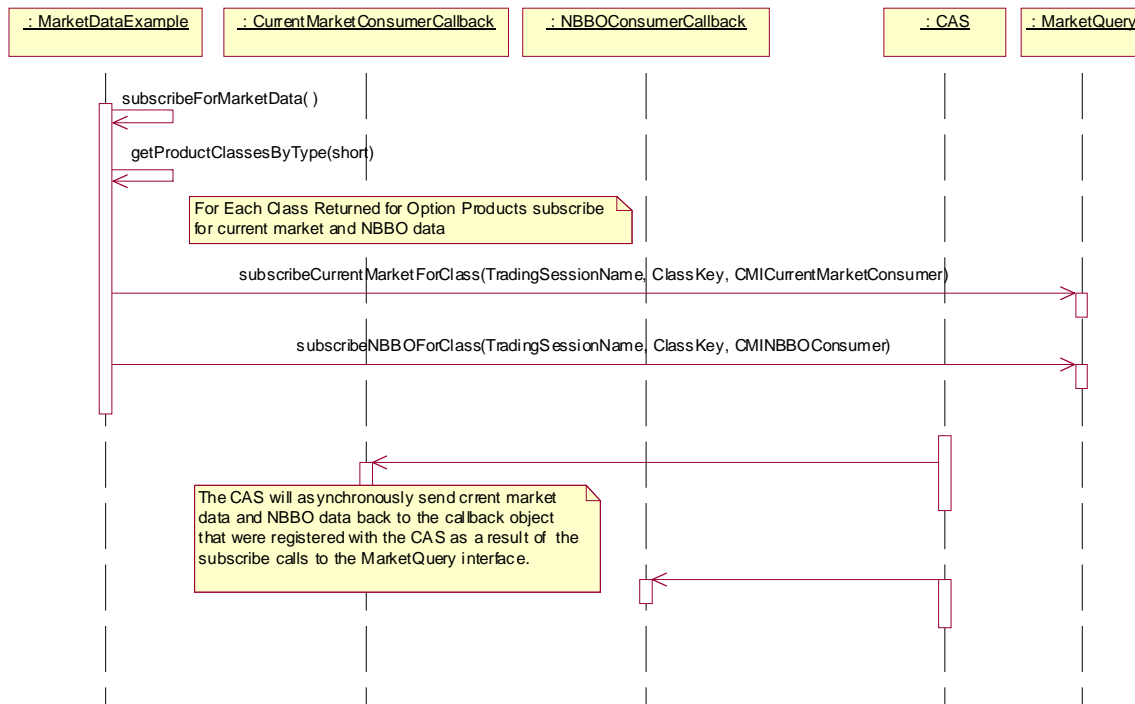 : MarketDataExample
: CurrentMarketConsumerCallback
: NBBOConsumerCallback
: CAS
: MarketQuery
subscribeForMarketData( )
getProductClassesByType(short)
For Each Class Returned for Option Products subscribe
for current market and NBBO data
subscribeCurrentMarketForClass(TradingSessionName, ClassKey, CMICurrentMarketConsumer)
subscribeNBBOForClass(TradingSessionName, ClassKey, CMINBBOConsumer)
The CAS will asynchronously send crrent market
data and NBBO data back to the callback object
that were registered with the CAS as a result of the
subscribe calls to the MarketQuery interface.